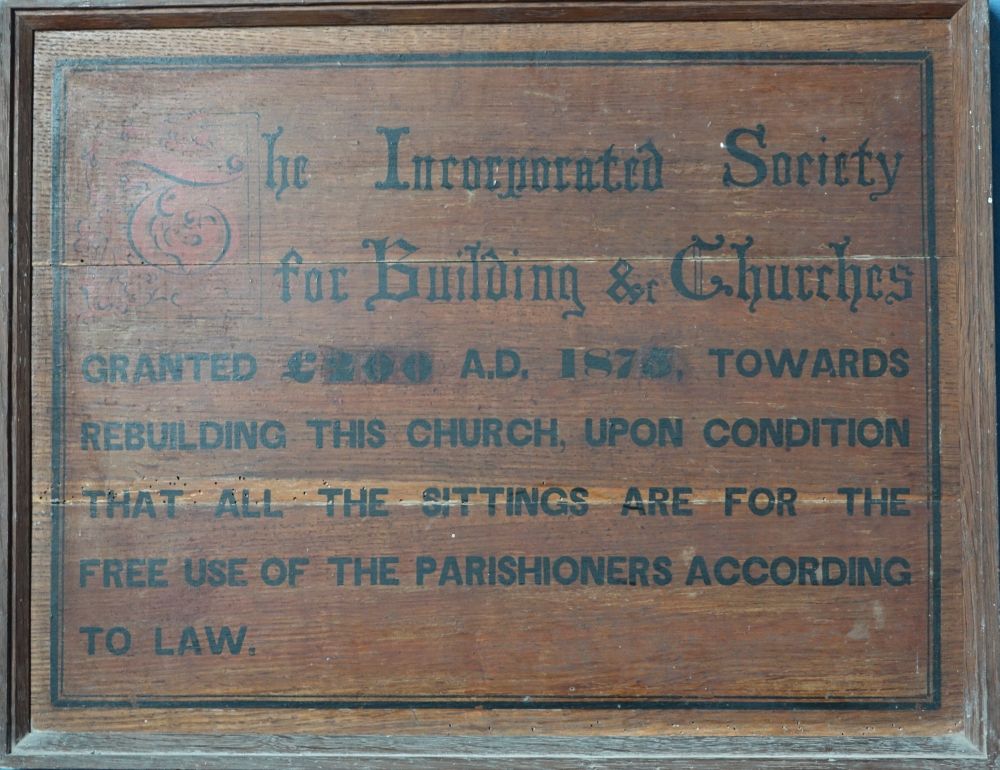 The Incorporated Society
for Building &c Churches
GRANTED £200 A.D. 1875, TOWARDS
REBUILDING THIS CHURCH, UPON CONDITION
THAT ALL THE SITTINGS ARE FOR THE
FREE USE OF THE PARISHIONERS ACCORDING
TO LAW.